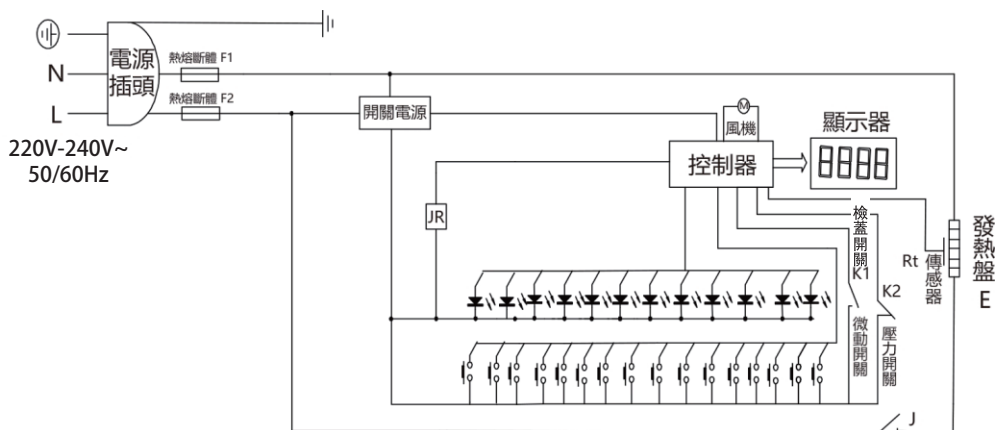 電源
插頭
熱熔斷體 F1
N
熱熔斷體 F2
L
開關電源
220V-240V~
50/60Hz
M
風機
控制器
顯示器
8888
JR
檢蓋開關
K1
微動開關
K2
壓力開關
Rt
傳感器
發熱盤
E
J